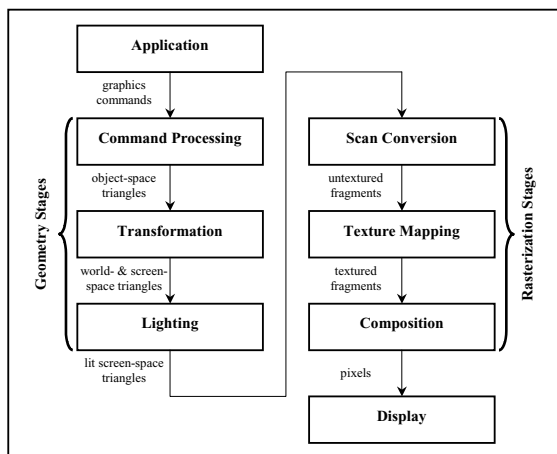 Application
graphics
commands
Command Processing
object-space
triangles
Transformation
world- & screen-
space triangles
Lighting
lit screen-space
triangles
Geometry Stages
Scan Conversion
untextured
fragments
Texture Mapping
textured
fragments
Composition
pixels
Display
Rasterization Stages